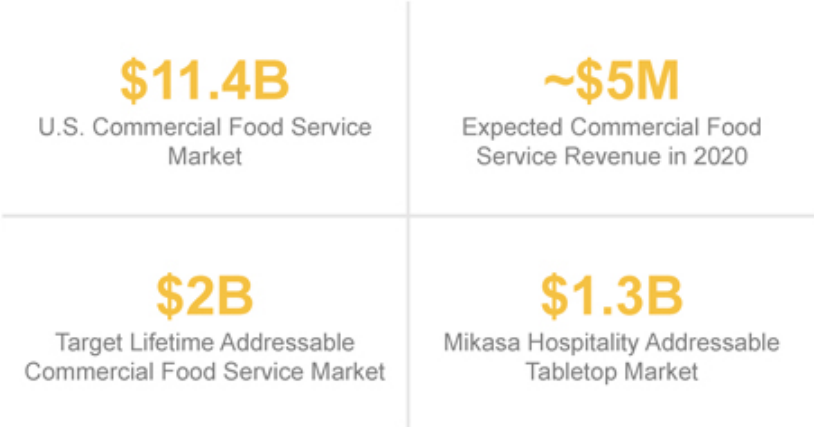 $11.4B
U.S. Commercial Food Service
Market
~$5M
Expected Commercial Food
Service Revenue in 2020
$2B
Target Lifetime Addressable
Commercial Food Service Market
$1.3B
Mikasa Hospitality Addressable
Tabletop Market